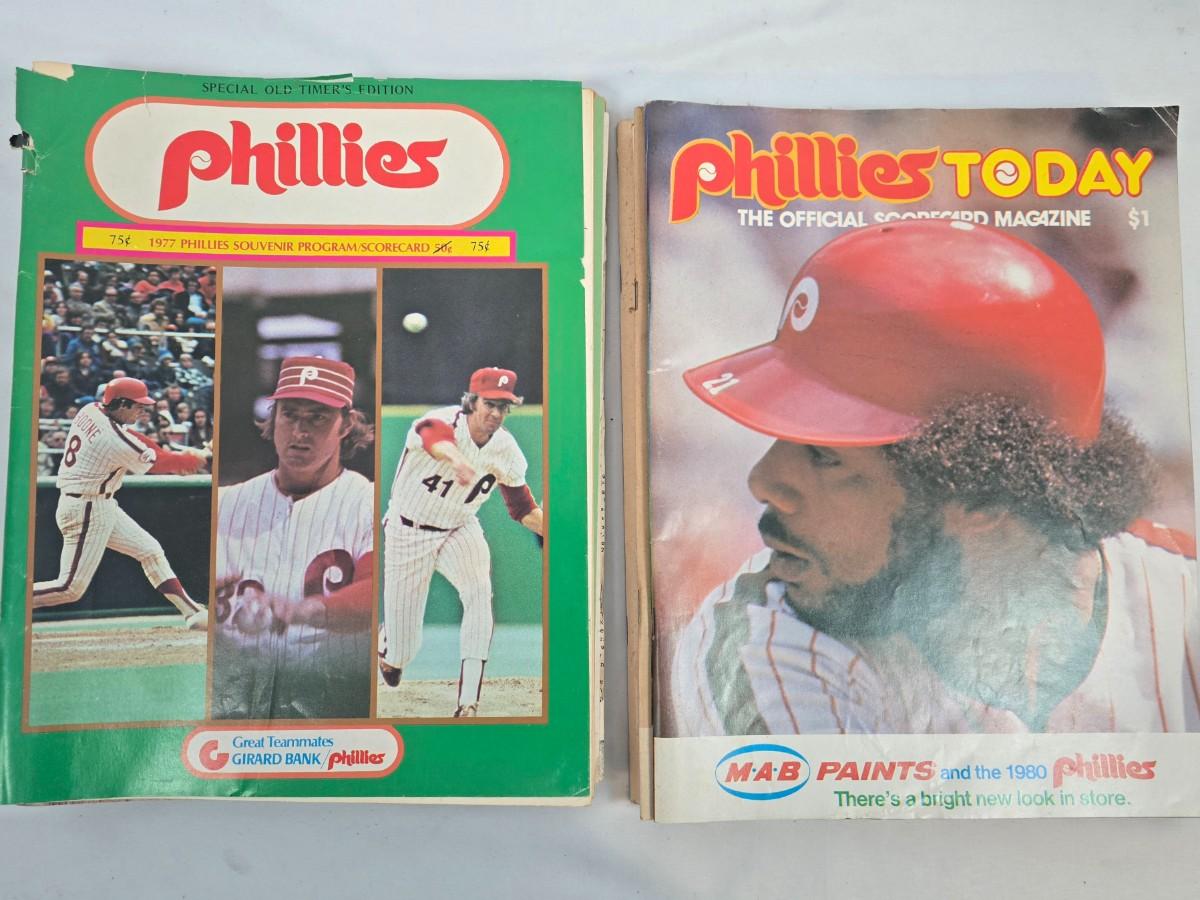 SPECIAL OLD TIMER'S EDITION
Phillies
75¢ 1977 PHILLIES SOUVENIR PROGRAM/SCORECARD 50¢ 75¢
BOONE
8
P
P
41 P
Great Teammates
GIRARD BANK/Phillies
Phillies TODAY
THE OFFICIAL SCORECARD MAGAZINE $1
P
21
M·A·B PAINTS and the 1980 Phillies
There's a bright new look in store.